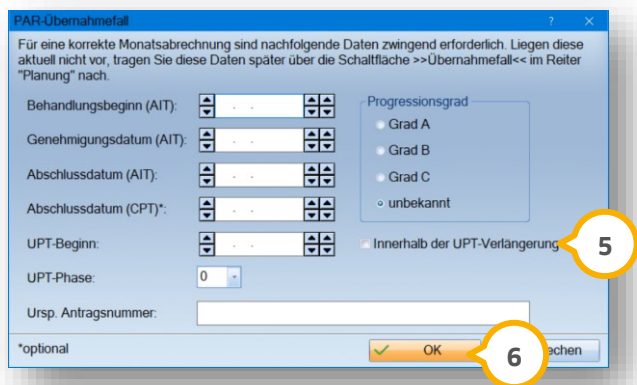 PAR-Übernahmefall ? ×
Für eine korrekte Monatsabrechnung sind nachfolgende Daten zwingend erforderlich. Liegen diese
aktuell nicht vor, tragen Sie diese Daten später über die Schaltfläche >>Übernahmefall<< im Reiter
"Planung" nach.
Behandlungsbeginn (AIT): . .
Genehmigungsdatum (AIT): . .
Abschlussdatum (AIT): . .
Abschlussdatum (CPT)*: . .
UPT-Beginn: . .
UPT-Phase: 0
Ursp. Antragsnummer:
Progressionsgrad
Grad A
Grad B
Grad C
unbekannt
Innerhalb der UPT-Verlängerung
5
*optional
OK
6